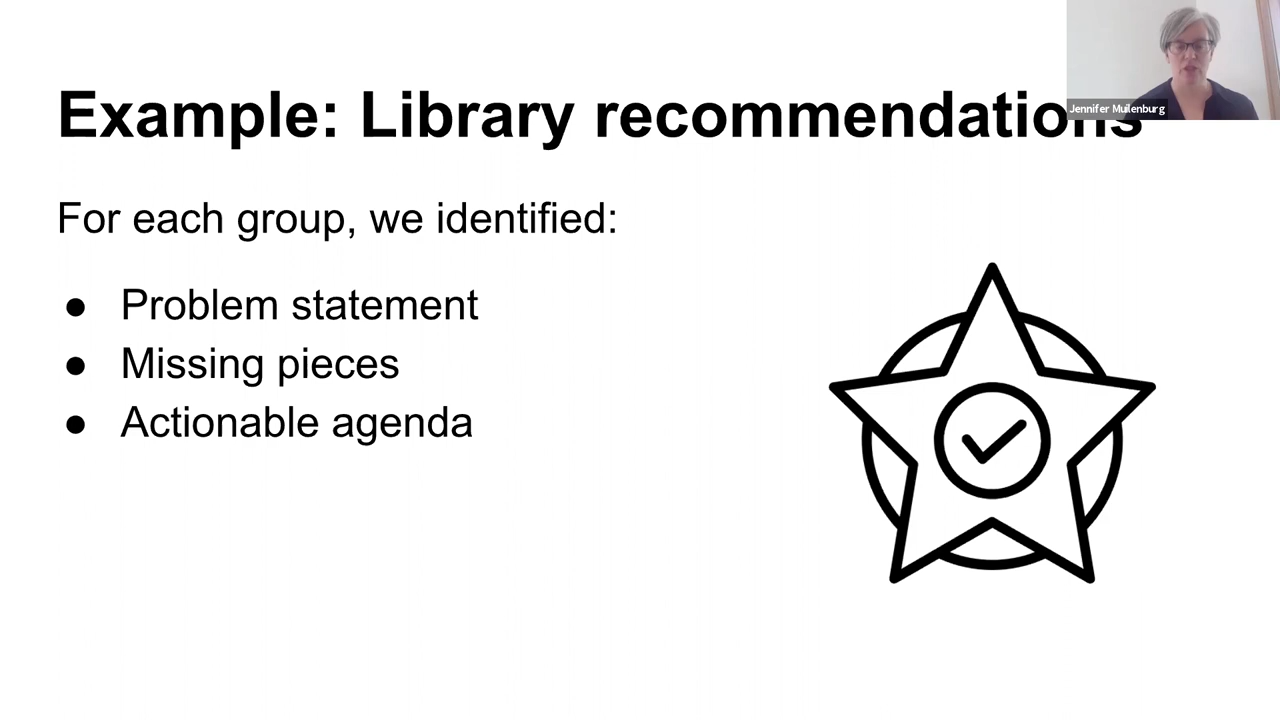 Example: Library recommendations
Jennifer Muilenburg
For each group, we identified:
● Problem statement
● Missing pieces
● Actionable agenda